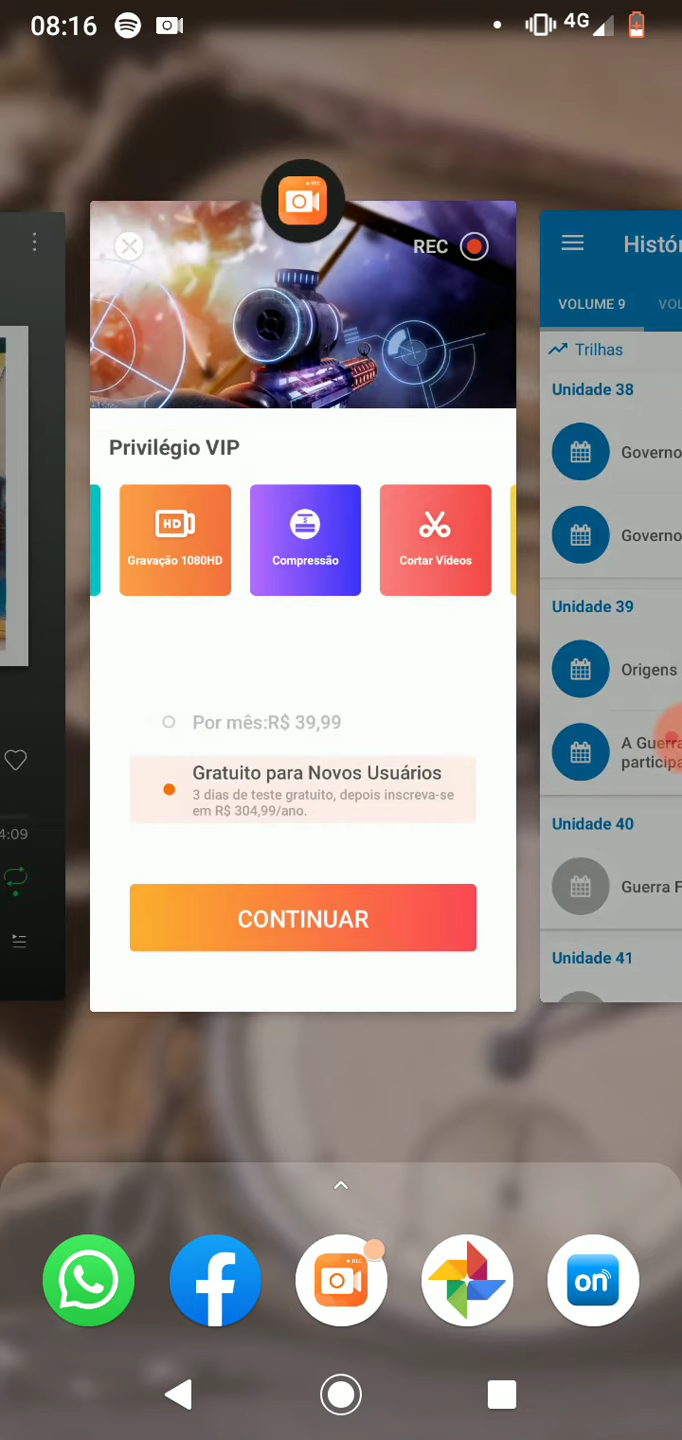 08:16
4G
REC
Privilégio VIP
HD
Gravação 1080HD
Compressão
Cortar Vídeos
Por mês:R$ 39,99
Gratuito para Novos Usuários
3 dias de teste gratuito, depois inscreva-se
em R$ 304,99/ano.
CONTINUAR
4:09
Histór
VOLUME 9
VOL
Trilhas
Unidade 38
Governo
Governo
Unidade 39
Origens
A Guerra
participa
Unidade 40
Guerra F
Unidade 41
REC
on